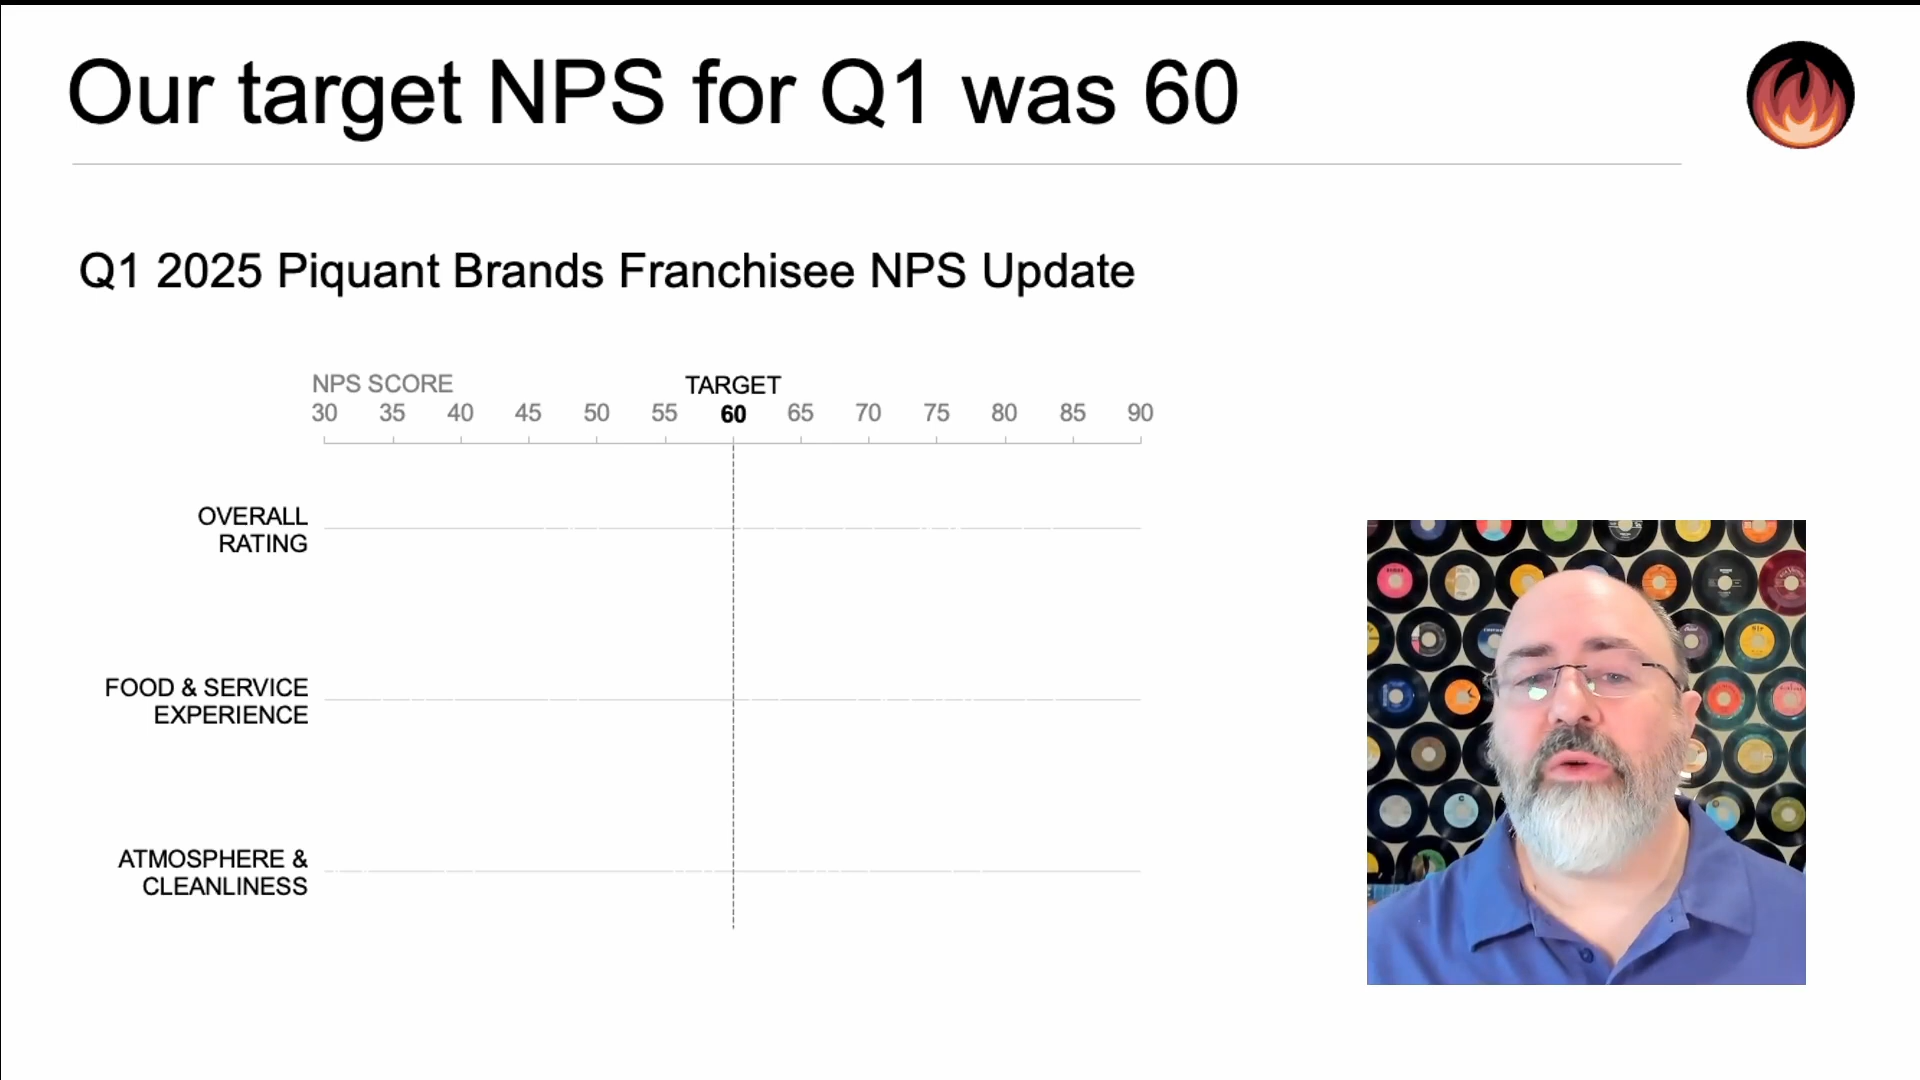 Our target NPS for Q1 was 60
Q1 2025 Piquant Brands Franchisee NPS Update
NPS SCORE
TARGET
30 35 40 45 50 55 60 65 70 75 80 85 90
OVERALL
RATING
FOOD & SERVICE
EXPERIENCE
ATMOSPHERE &
CLEANLINESS